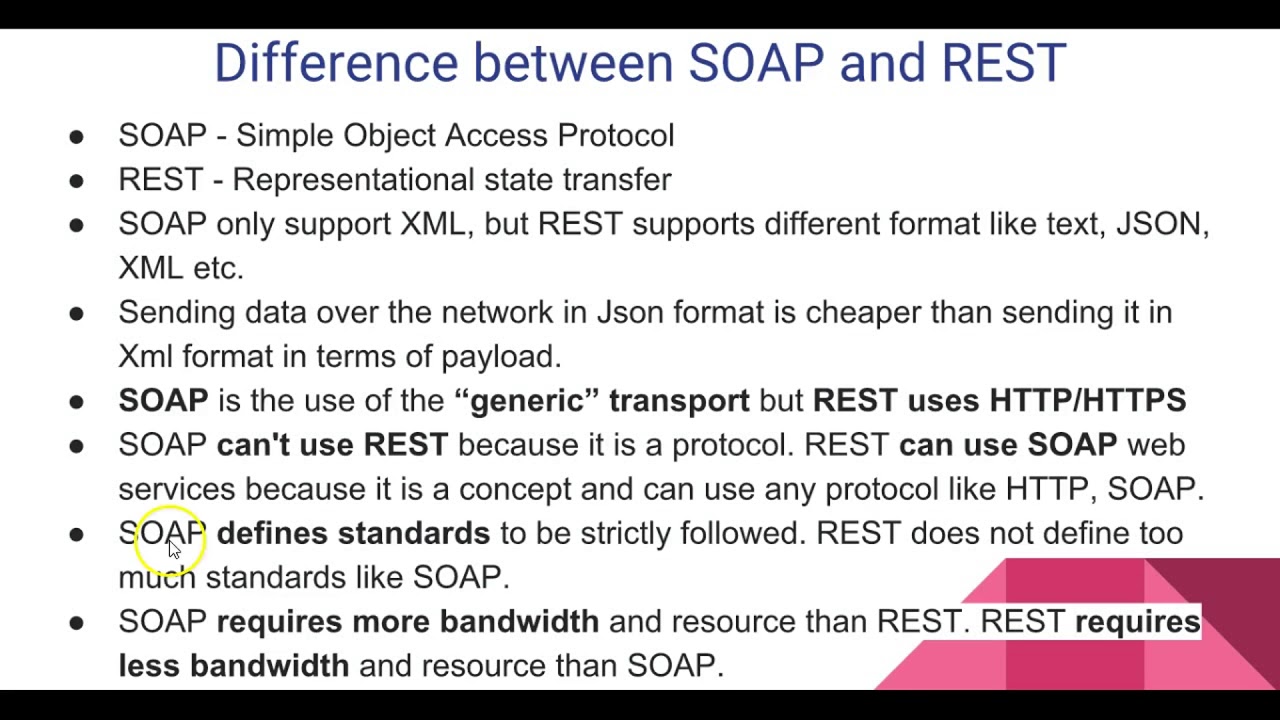 Difference between SOAP and REST
● SOAP - Simple Object Access Protocol
● REST - Representational state transfer
● SOAP only support XML, but REST supports different format like text, JSON,
XML etc.
● Sending data over the network in Json format is cheaper than sending it in
Xml format in terms of payload.
● SOAP is the use of the “generic” transport but REST uses HTTP/HTTPS
● SOAP can't use REST because it is a protocol. REST can use SOAP web
services because it is a concept and can use any protocol like HTTP, SOAP.
● SOAP defines standards to be strictly followed. REST does not define too
much standards like SOAP.
● SOAP requires more bandwidth and resource than REST. REST requires
less bandwidth and resource than SOAP.